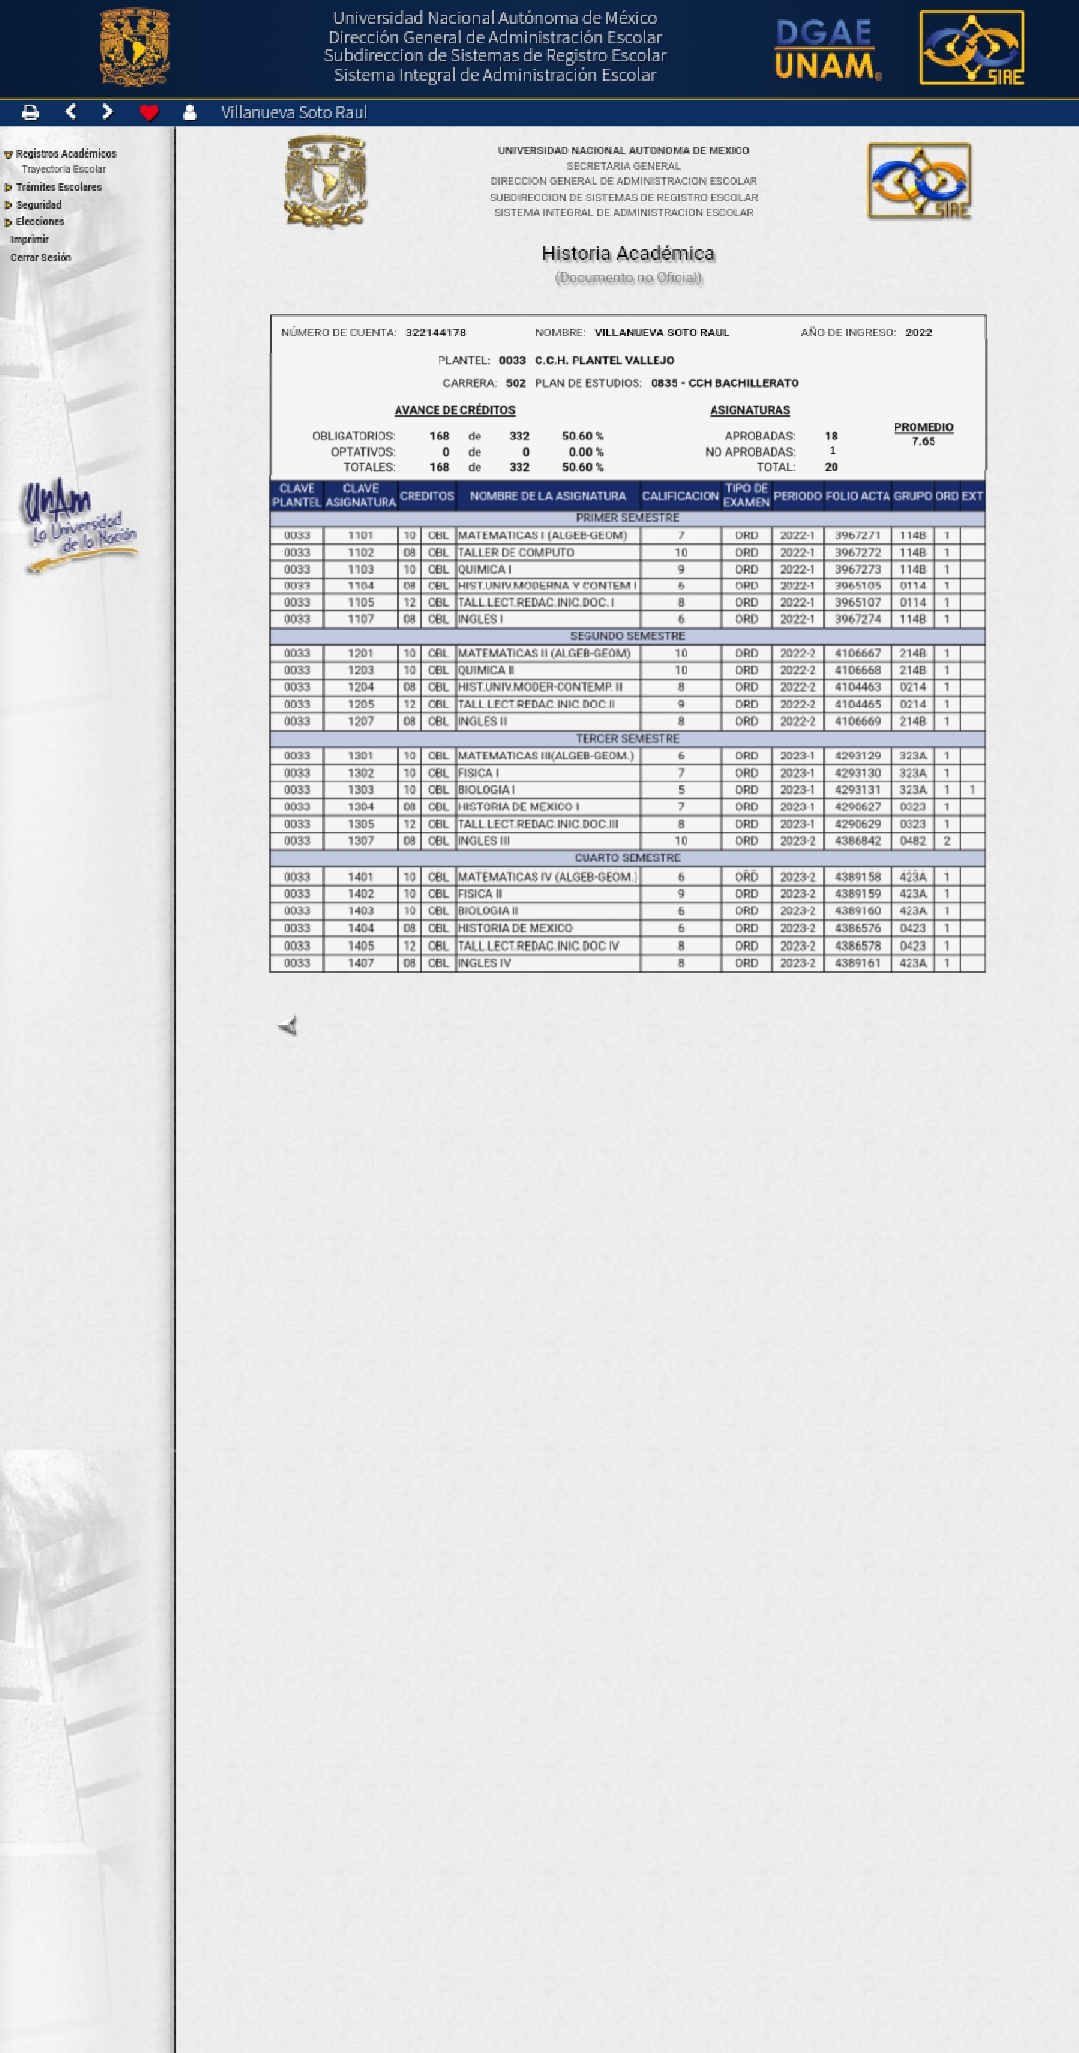 Universidad Nacional Autónoma de México
Dirección General de Administración Escolar
Subdireccion de Sistemas de Registro Escolar
Sistema Integral de Administración Escolar
DGAE
UNAM®
SIAE
Villanueva Soto Raul
Registros Académicos
Trayectoria Escolar
Trámites Escolares
Seguridad
Elecciones
Imprimir
Cerrar Sesión
UnAm
La Universidad
de la Nación
UNIVERSIDAD NACIONAL AUTONOMA DE MEXICO
SECRETARIA GENERAL
DIRECCION GENERAL DE ADMINISTRACION ESCOLAR
SUBDIRECCION DE SISTEMAS DE REGISTRO ESCOLAR
SISTEMA INTEGRAL DE ADMINISTRACION ESCOLAR
SIAE
Historia Académica
(Documento no Oficial)
NÚMERO DE CUENTA: 322144178 NOMBRE: VILLANUEVA SOTO RAUL AÑO DE INGRESO: 2022
PLANTEL: 0033 C.C.H. PLANTEL VALLEJO
CARRERA: 502 PLAN DE ESTUDIOS: 0835 - CCH BACHILLERATO
AVANCE DE CRÉDITOS ASIGNATURAS PROMEDIO
OBLIGATORIOS: 168 de 332 50.60 % APROBADAS: 18 7.65
OPTATIVOS: 0 de 0 0.00 % NO APROBADAS: 1
TOTALES: 168 de 332 50.60 % TOTAL: 20
CLAVE PLANTEL CLAVE ASIGNATURA CREDITOS NOMBRE DE LA ASIGNATURA CALIFICACION TIPO DE EXAMEN PERIODO FOLIO ACTA GRUPO ORD EXT
PRIMER SEMESTRE
0033 1101 10 OBL MATEMATICAS I (ALGEB-GEOM) 7 ORD 2022-1 3967271 114B 1
0033 1102 08 OBL TALLER DE COMPUTO 10 ORD 2022-1 3967272 114B 1
0033 1103 10 OBL QUIMICA I 9 ORD 2022-1 3967273 114B 1
0033 1104 08 OBL HIST.UNIV.MODERNA Y CONTEM I 6 ORD 2022-1 3965105 0114 1
0033 1105 12 OBL TALL.LECT.REDAC.INIC.DOC. I 8 ORD 2022-1 3965107 0114 1
0033 1107 08 OBL INGLES I 6 ORD 2022-1 3967274 114B 1
SEGUNDO SEMESTRE
0033 1201 10 OBL MATEMATICAS II (ALGEB-GEOM) 10 ORD 2022-2 4106667 214B 1
0033 1203 10 OBL QUIMICA II 10 ORD 2022-2 4106668 214B 1
0033 1204 08 OBL HIST.UNIV.MODER-CONTEMP. II 8 ORD 2022-2 4104463 0214 1
0033 1205 12 OBL TALL.LECT.REDAC.INIC.DOC.II 9 ORD 2022-2 4104465 0214 1
0033 1207 08 OBL INGLES II 8 ORD 2022-2 4106669 214B 1
TERCER SEMESTRE
0033 1301 10 OBL MATEMATICAS III(ALGEB-GEOM.) 6 ORD 2023-1 4293129 323A 1
0033 1302 10 OBL FISICA I 7 ORD 2023-1 4293130 323A 1
0033 1303 10 OBL BIOLOGIA I 5 ORD 2023-1 4293131 323A 1 1
0033 1304 08 OBL HISTORIA DE MEXICO I 7 ORD 2023-1 4290627 0323 1
0033 1305 12 OBL TALL.LECT.REDAC.INIC.DOC.III 8 ORD 2023-1 4290629 0323 1
0033 1307 08 OBL INGLES III 10 ORD 2023-2 4386842 0482 2
CUARTO SEMESTRE
0033 1401 10 OBL MATEMATICAS IV (ALGEB-GEOM.) 6 ORD 2023-2 4389158 423A 1
0033 1402 10 OBL FISICA II 9 ORD 2023-2 4389159 423A 1
0033 1403 10 OBL BIOLOGIA II 6 ORD 2023-2 4389160 423A 1
0033 1404 08 OBL HISTORIA DE MEXICO 6 ORD 2023-2 4386576 0423 1
0033 1405 12 OBL TALL.LECT.REDAC.INIC.DOC IV 8 ORD 2023-2 4386578 0423 1
0033 1407 08 OBL INGLES IV 8 ORD 2023-2 4389161 423A 1